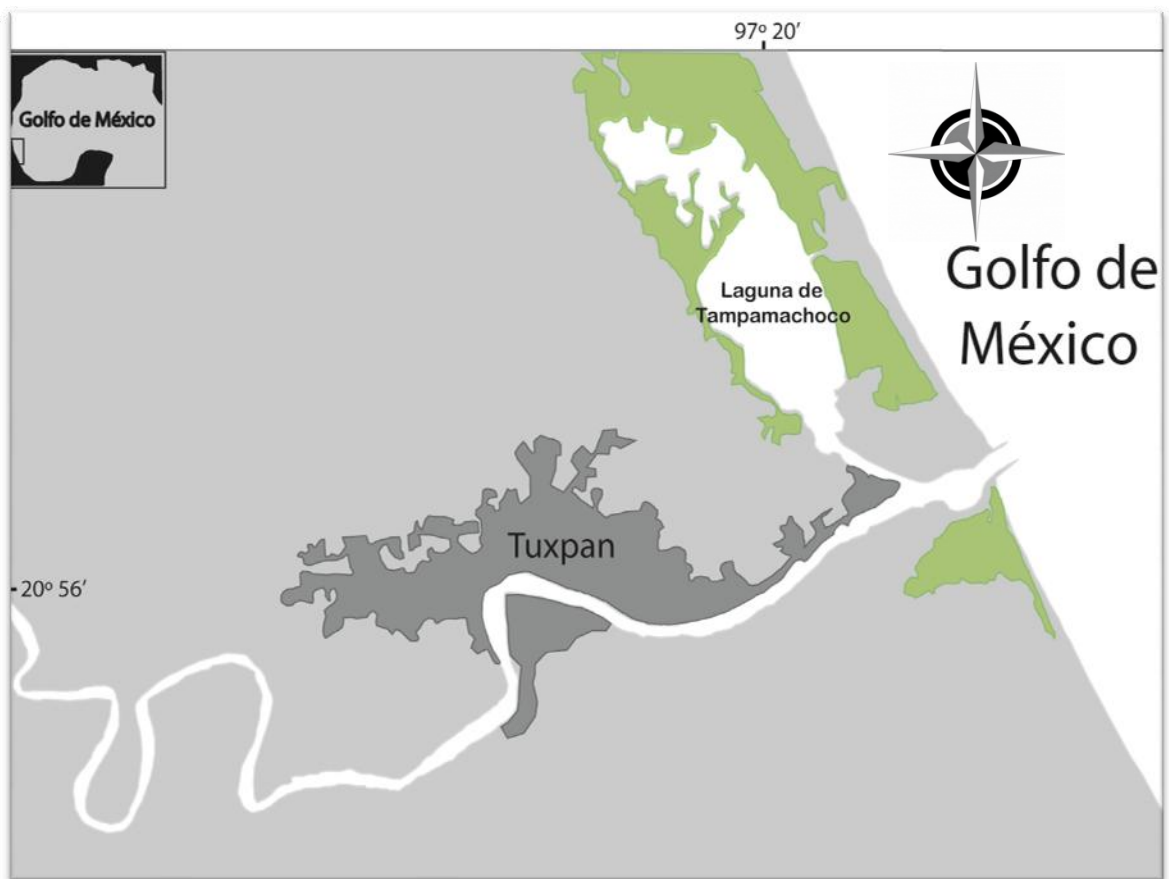 97º 20’
Golfo de México
Golfo de
México
Laguna de
Tampamachoco
Tuxpan
20º 56’